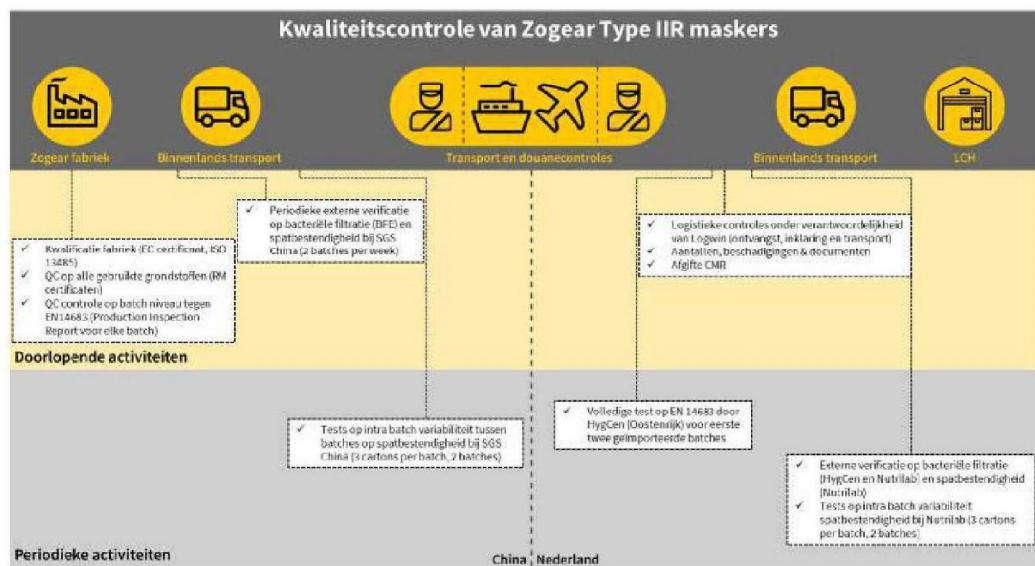 Kwaliteitscontrole van Zogear Type IIR maskers
Zogear fabriek
Binnenlands transport
Transport en douanecontroles
Binnenlands transport
LCH
✓ Kwalificatie fabriek (EC certificaat, ISO
13485)
✓ QC op alle gebruikte grondstoffen (RM
certificaten)
✓ QC controle op batch niveau tegen
EN14683 (Production Inspection
Report voor elke batch)
✓ Periodieke externe verificatie
op bacteriële filtratie (BFE) en
spatbestendigheid bij SGS
China (2 batches per week)
✓ Logistieke controles onder verantwoordelijkheid
van Logwin (ontvangst, inklaring en transport)
✓ Aantallen, beschadigingen & documenten
✓ Afgifte CMR
Doorlopende activiteiten
✓ Tests op intra batch variabiliteit tussen
batches op spatbestendigheid bij SGS
China (3 cartons per batch, 2 batches)
✓ Volledige test op EN 14683 door
HygCen (Oostenrijk) voor eerste
twee geïmporteerde batches
✓ Externe verificatie op bacteriële filtratie
(HygCen en Nutrilab) en spatbestendigheid
(Nutrilab)
✓ Tests op intra batch variabiliteit
spatbestendigheid bij Nutrilab (3 cartons
per batch, 2 batches)
Periodieke activiteiten
China
Nederland